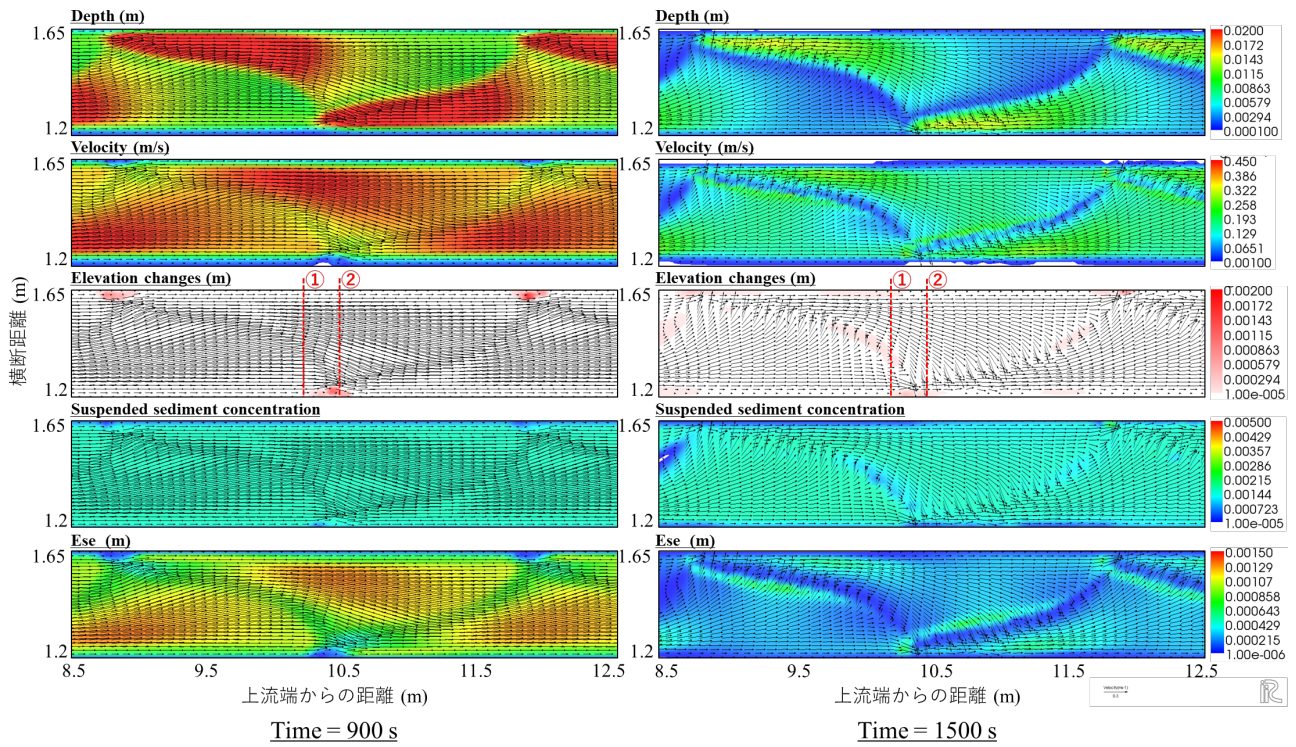 Depth (m)
1.65
1.2
Velocity (m/s)
1.65
1.2
Elevation changes (m)
① ②
1.65
1.2
Suspended sediment concentration
1.65
1.2
Ese (m)
1.65
1.2
8.5 9.5 10.5 11.5 12.5
横断距離 (m)
上流端からの距離 (m)
Time = 900 s
Depth (m)
1.65
1.2
0.0200
0.0172
0.0143
0.0115
0.00863
0.00579
0.00294
0.000100
Velocity (m/s)
1.65
1.2
0.450
0.386
0.322
0.258
0.193
0.129
0.0651
0.00100
Elevation changes (m)
① ②
1.65
1.2
0.00200
0.00172
0.00143
0.00115
0.000863
0.000579
0.000294
1.00e-005
Suspended sediment concentration
1.65
1.2
0.00500
0.00429
0.00357
0.00286
0.00215
0.00144
0.000723
1.00e-005
Ese (m)
1.65
1.2
0.00150
0.00129
0.00107
0.000858
0.000643
0.000429
0.000215
1.00e-006
8.5 9.5 10.5 11.5 12.5
上流端からの距離 (m)
Time = 1500 s